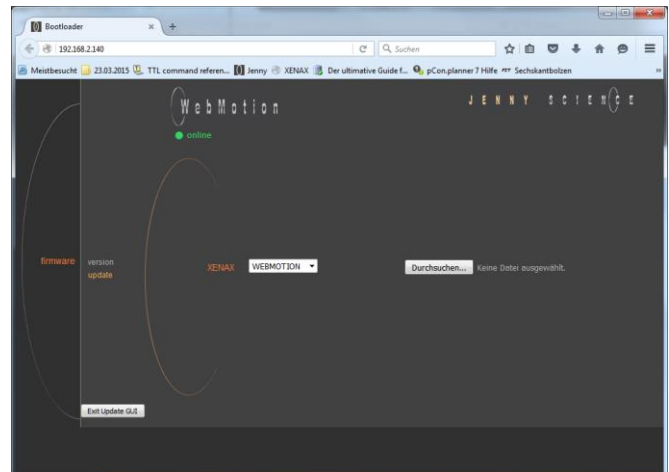 Bootloader
192.168.2.140
Suchen
Meistbesucht 23.03.2015 TTL command referen... Jenny XENAX Der ultimative Guide f... pCon.planner 7 Hilfe Sechskantbolzen
WebMotion
JENNY SCIENCE
online
firmware
version
update
XENAX WEBMOTION Durchsuchen... Keine Datei ausgewählt.
Exit Update GUI